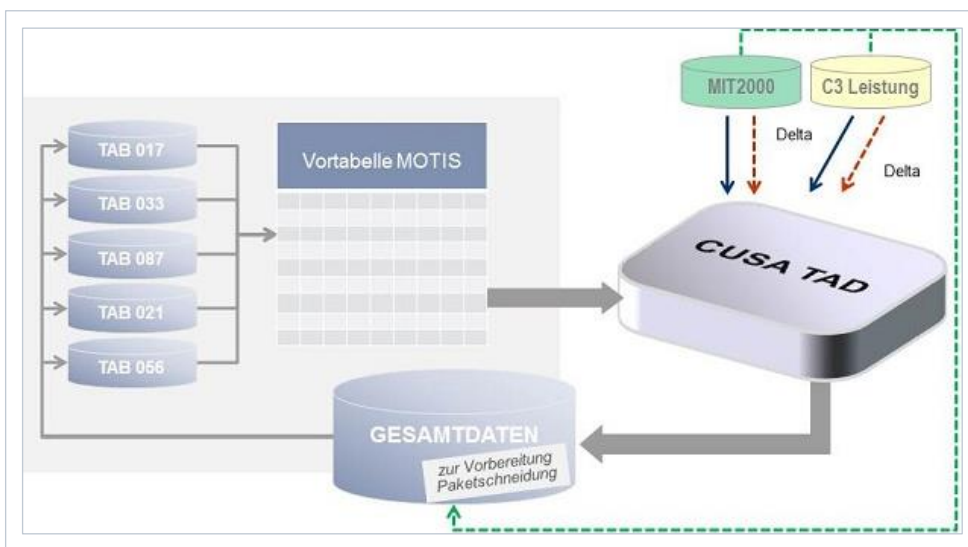 MIT2000
C3 Leistung
Delta
Delta
TAB 017
TAB 033
TAB 087
TAB 021
TAB 056
Vortabelle MOTIS
CUSA TAD
GESAMTDATEN
zur Vorbereitung
Paketschneidung